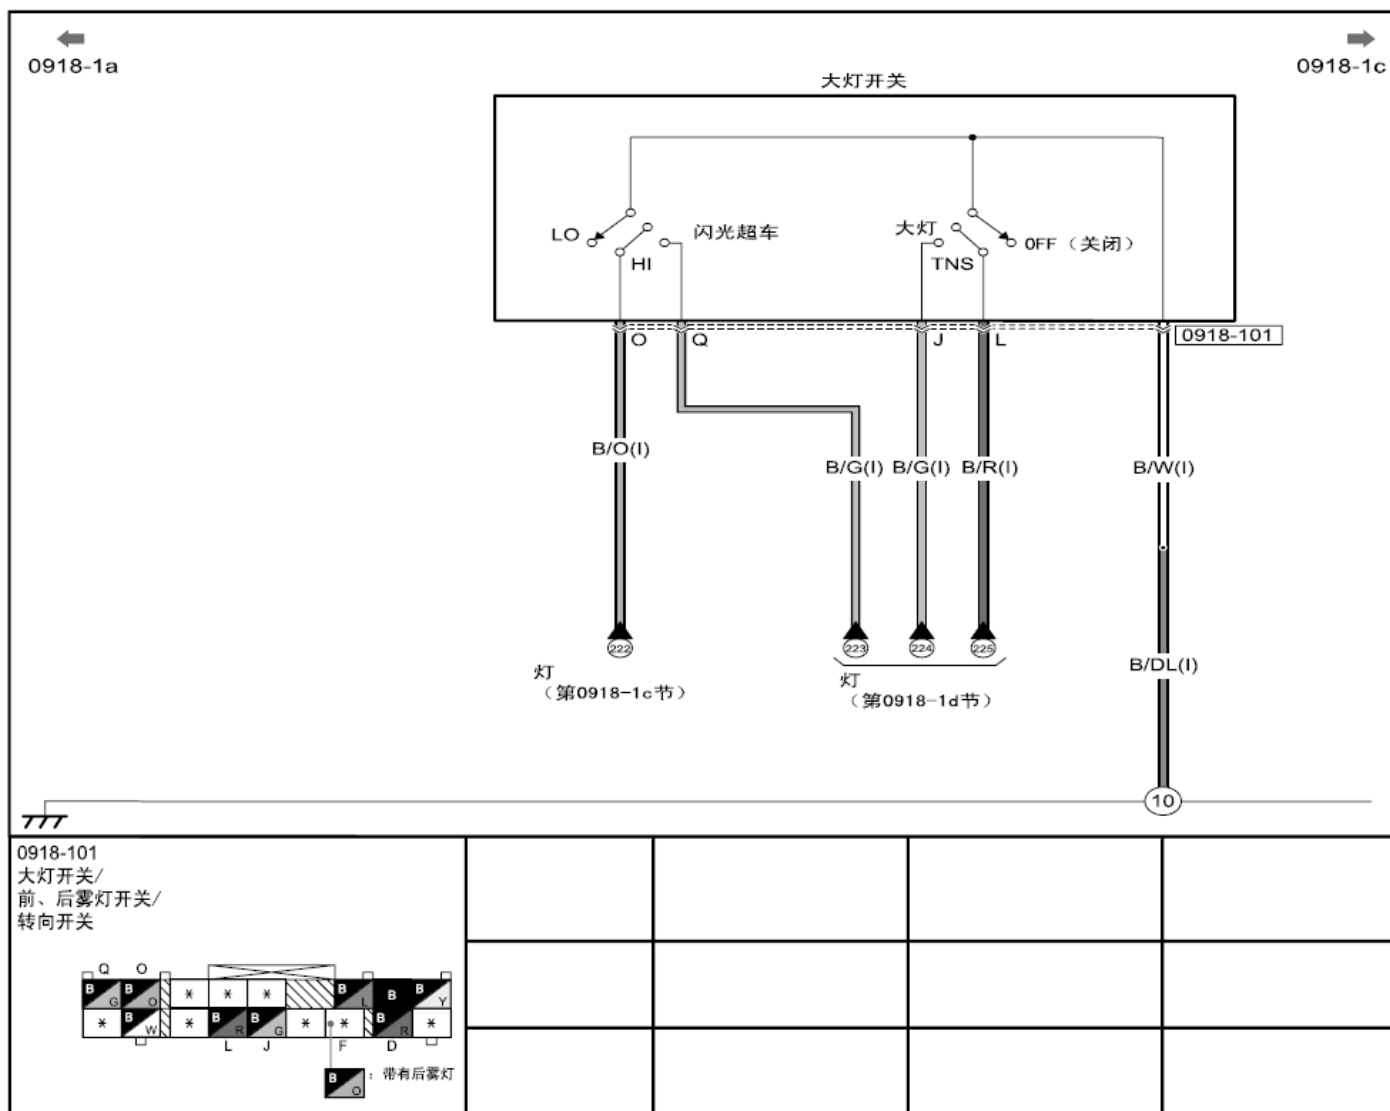 0918-1a
0918-1c
大灯开关
LO
HI
闪光超车
大灯
TNS
OFF（关闭）
O
Q
J
L
0918-101
B/O(I)
B/G(I)
B/G(I)
B/R(I)
B/W(I)
B/DL(I)
222
223
224
225
灯
（第0918-1c节）
灯
（第0918-1d节）
10
0918-101
大灯开关/
前、后雾灯开关/
转向开关
Q O
B G B O * * * B L B B Y
* B W * B R B G * * B R *
L J F D
B O ：带有后雾灯